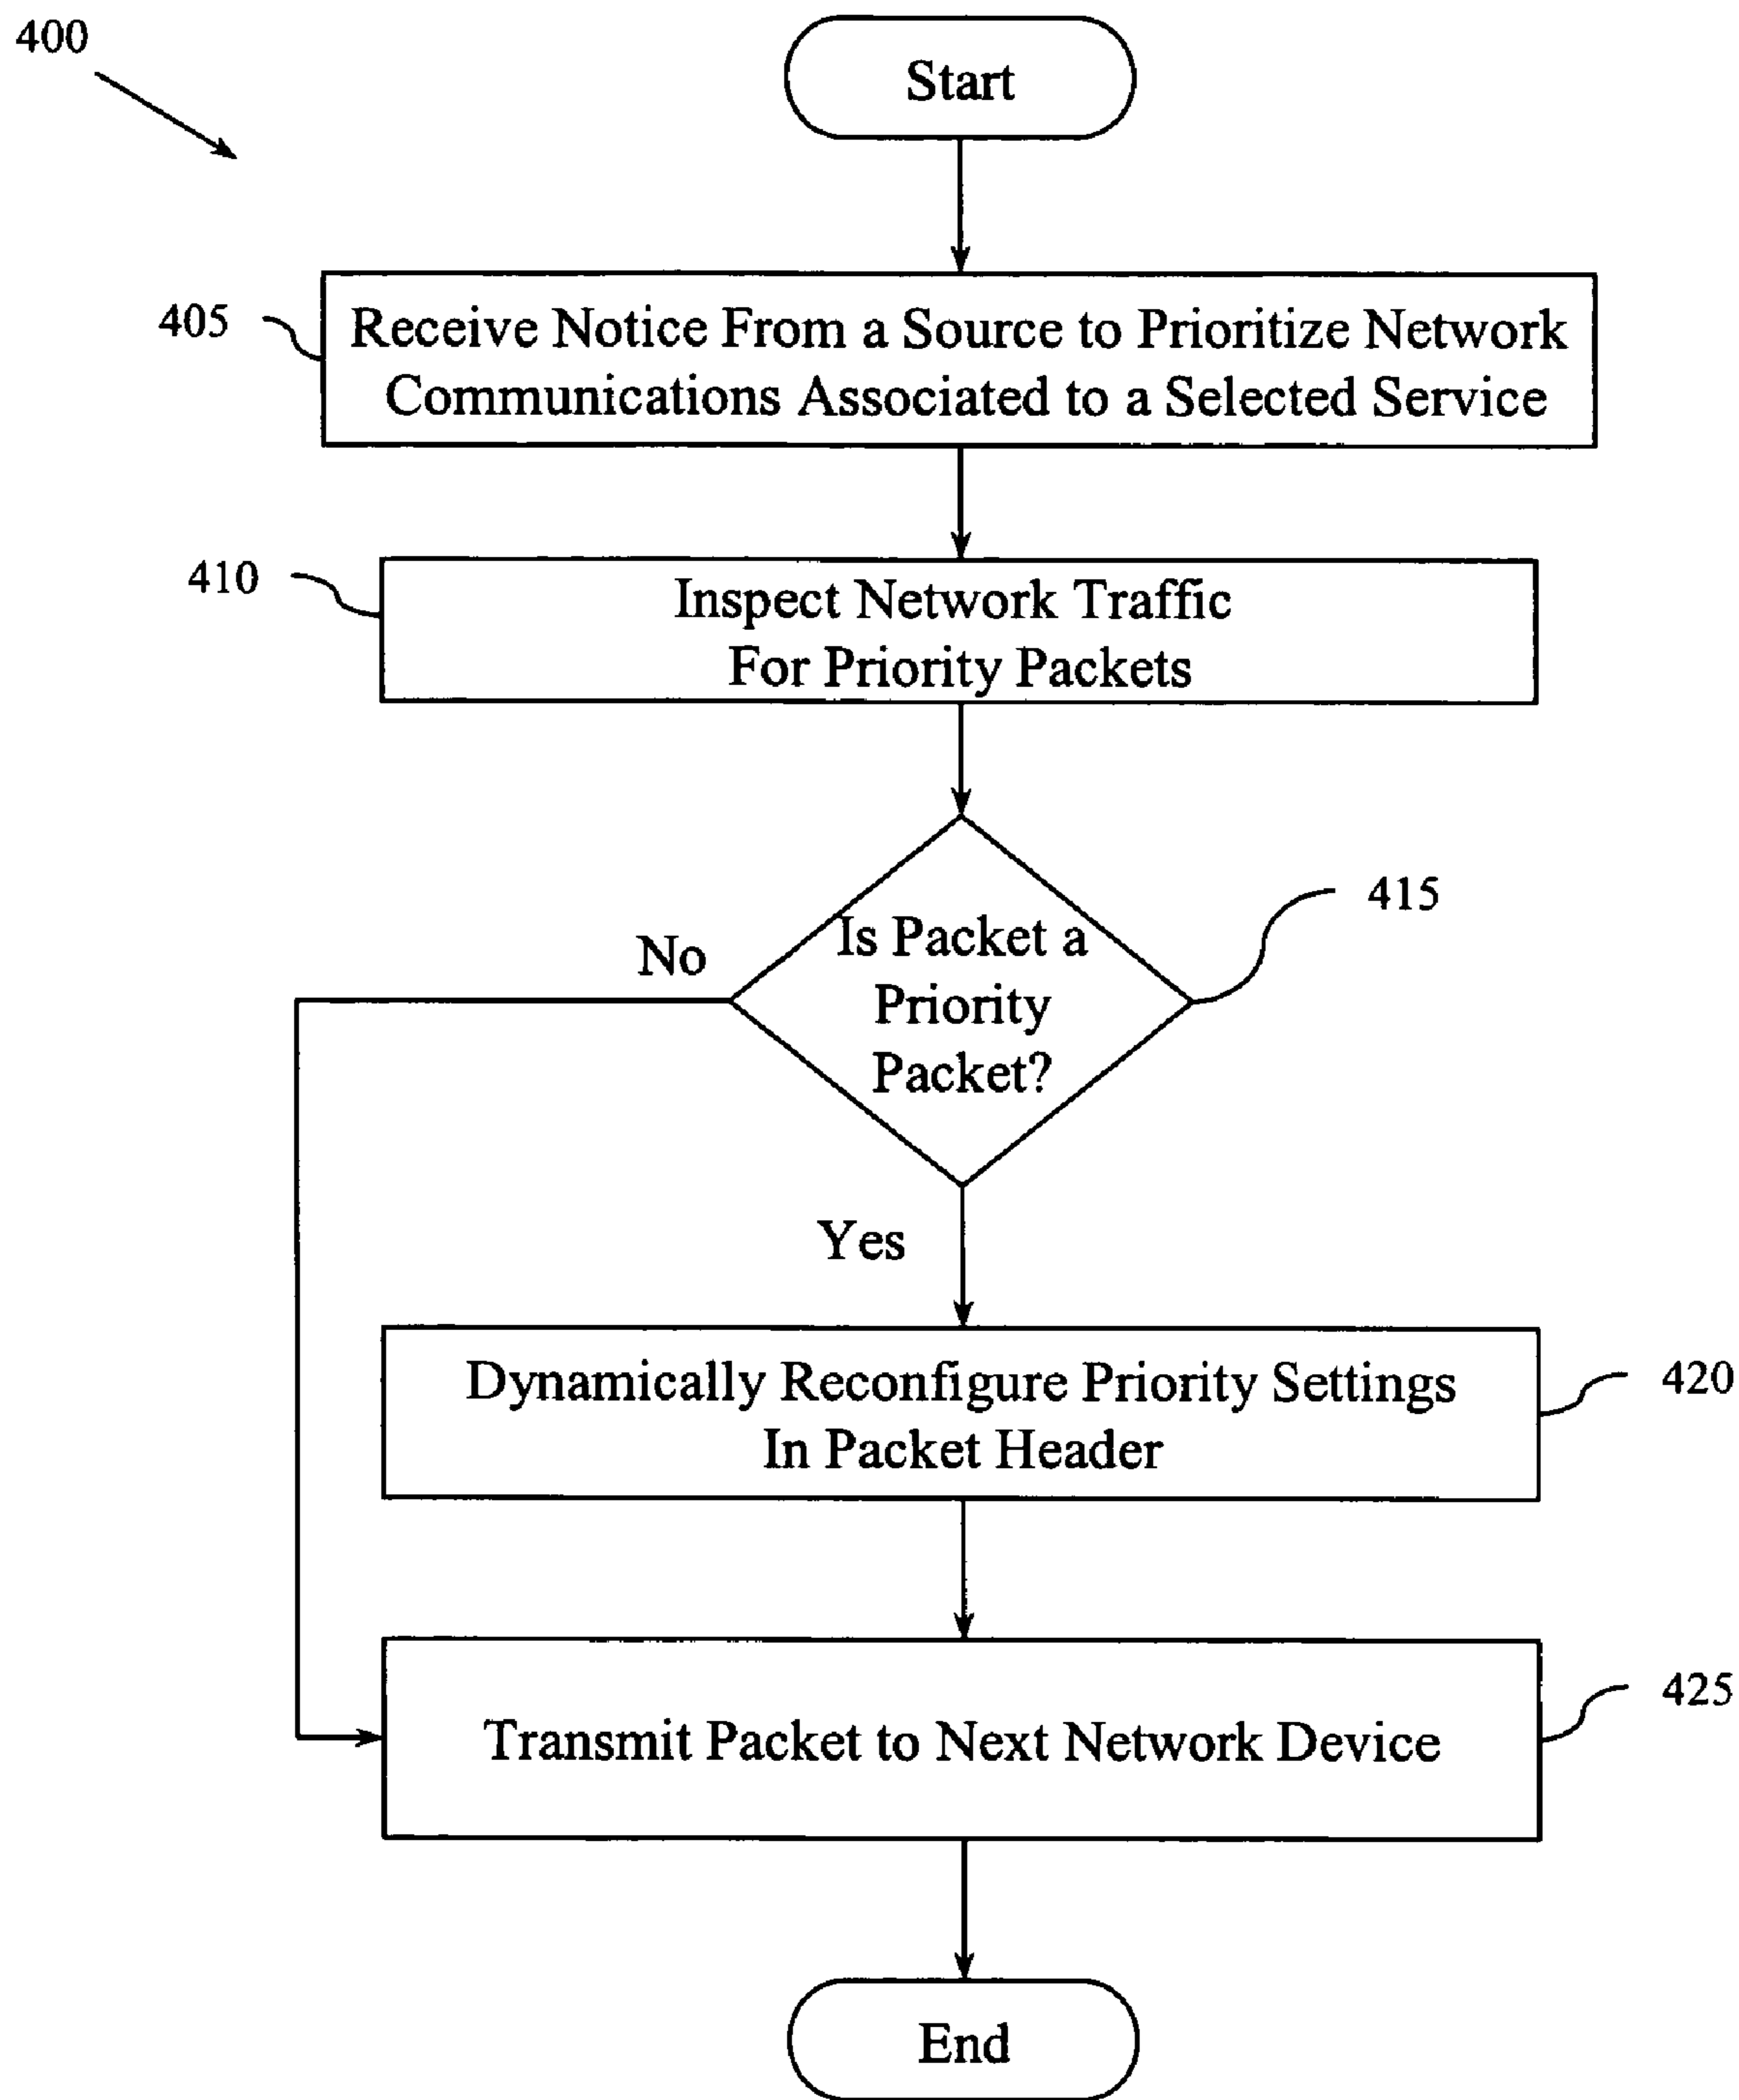 400
Start
405
Receive Notice From a Source to Prioritize Network
Communications Associated to a Selected Service
410
Inspect Network Traffic
For Priority Packets
415
Is Packet a
Priority
Packet?
No
Yes
Dynamically Reconfigure Priority Settings
In Packet Header
420
Transmit Packet to Next Network Device
425
End